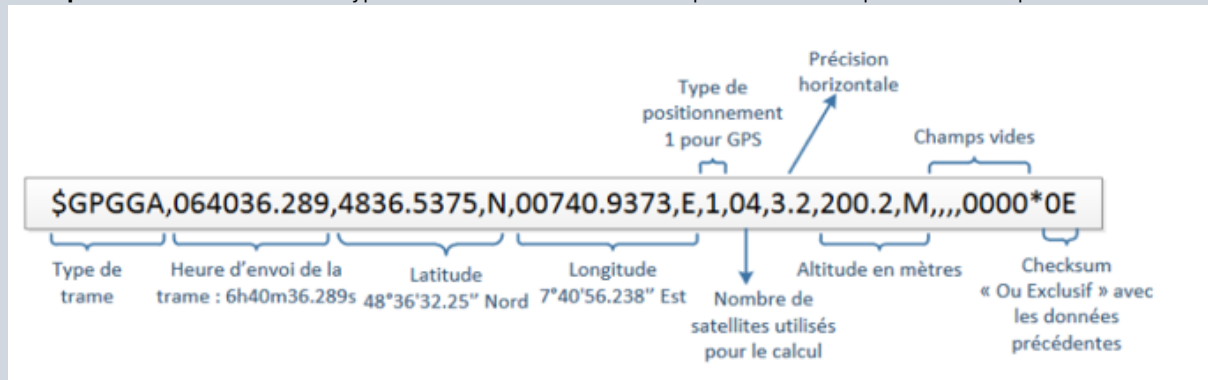 Précision
horizontale
Type de
positionnement
1 pour GPS
Champs vides
$GPGGA,064036.289,4836.5375,N,00740.9373,E,1,04,3.2,200.2,M,,,,0000*0E
Type de
trame
Heure d’envoi de la
trame : 6h40m36.289s
Latitude
48°36'32.25" Nord
Longitude
7°40'56.238" Est
Nombre de
satellites utilisés
pour le calcul
Altitude en mètres
Checksum
« Ou Exclusif » avec
les données
précédentes